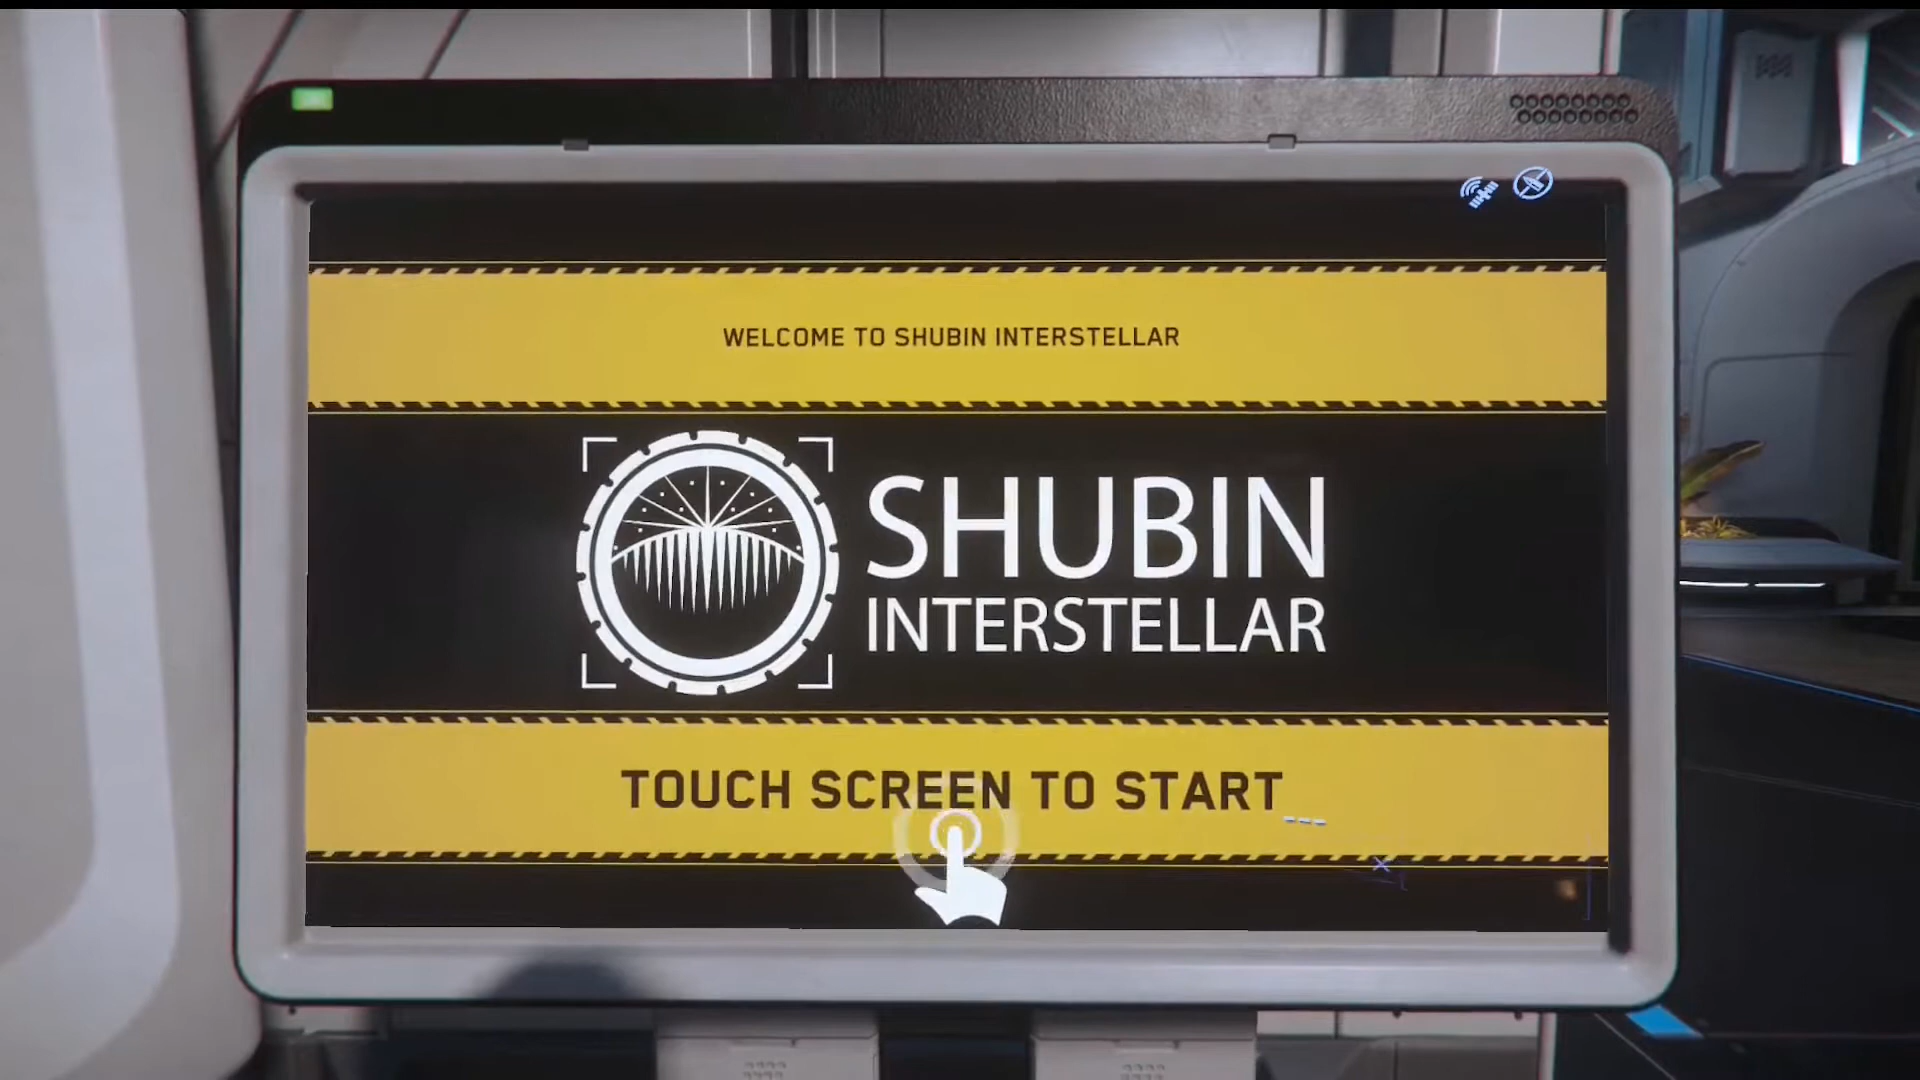 WELCOME TO SHUBIN INTERSTELLAR
SHUBIN
INTERSTELLAR
TOUCH SCREEN TO START